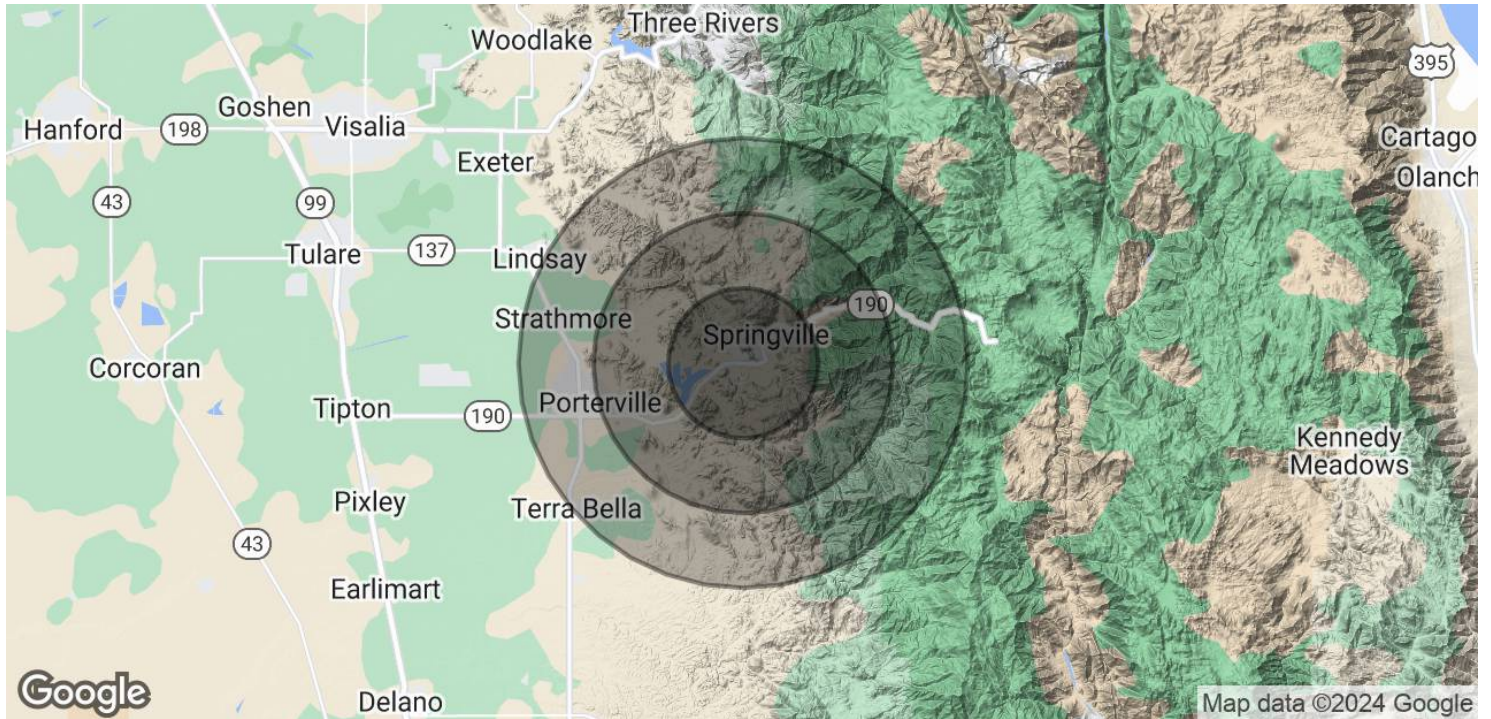 Three Rivers
Woodlake
395
Goshen
Hanford
198
Visalia
Cartago
Exeter
Olanch
43
99
Tulare
137
Lindsay
190
Strathmore
Springville
Corcoran
Tipton
190
Porterville
Kennedy
Meadows
Pixley
Terra Bella
43
Earlimart
Google
Delano
Map data ©2024 Google